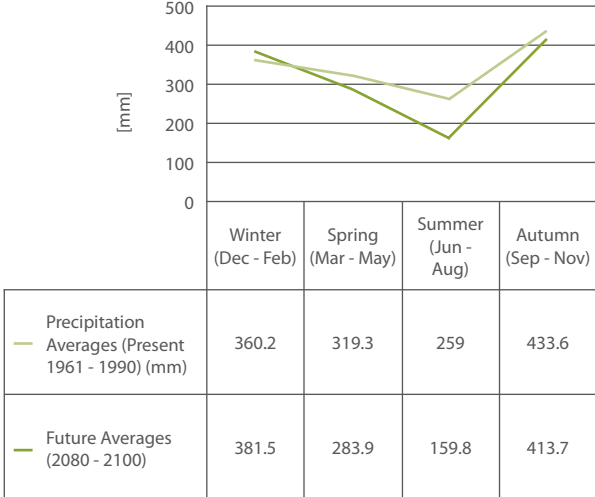 500
400
300
200
100
0
[mm]
Winter
(Dec - Feb)
Spring
(Mar - May)
Summer
(Jun -
Aug)
Autumn
(Sep - Nov)
Precipitation
Averages (Present
1961 - 1990) (mm)
360.2
319.3
259
433.6
Future Averages
(2080 - 2100)
381.5
283.9
159.8
413.7